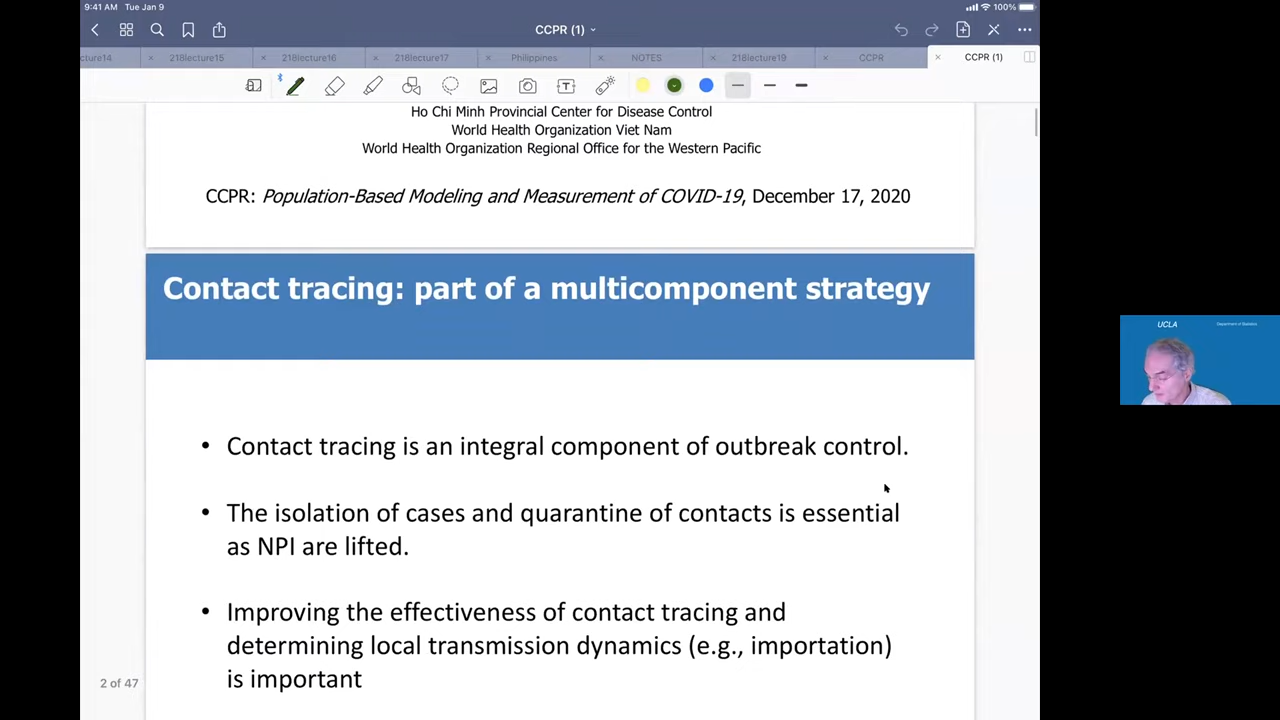 9:41 AM Tue Jan 9
100%
CCPR (1)
cture14
218lecture15
218lecture16
218lecture17
Philippines
NOTES
218lecture19
CCPR
CCPR (1)
Ho Chi Minh Provincial Center for Disease Control
World Health Organization Viet Nam
World Health Organization Regional Office for the Western Pacific
CCPR: Population-Based Modeling and Measurement of COVID-19, December 17, 2020
Contact tracing: part of a multicomponent strategy
• Contact tracing is an integral component of outbreak control.
• The isolation of cases and quarantine of contacts is essential
as NPI are lifted.
• Improving the effectiveness of contact tracing and
determining local transmission dynamics (e.g., importation)
is important
2 of 47
UCLA
Department of Statistics